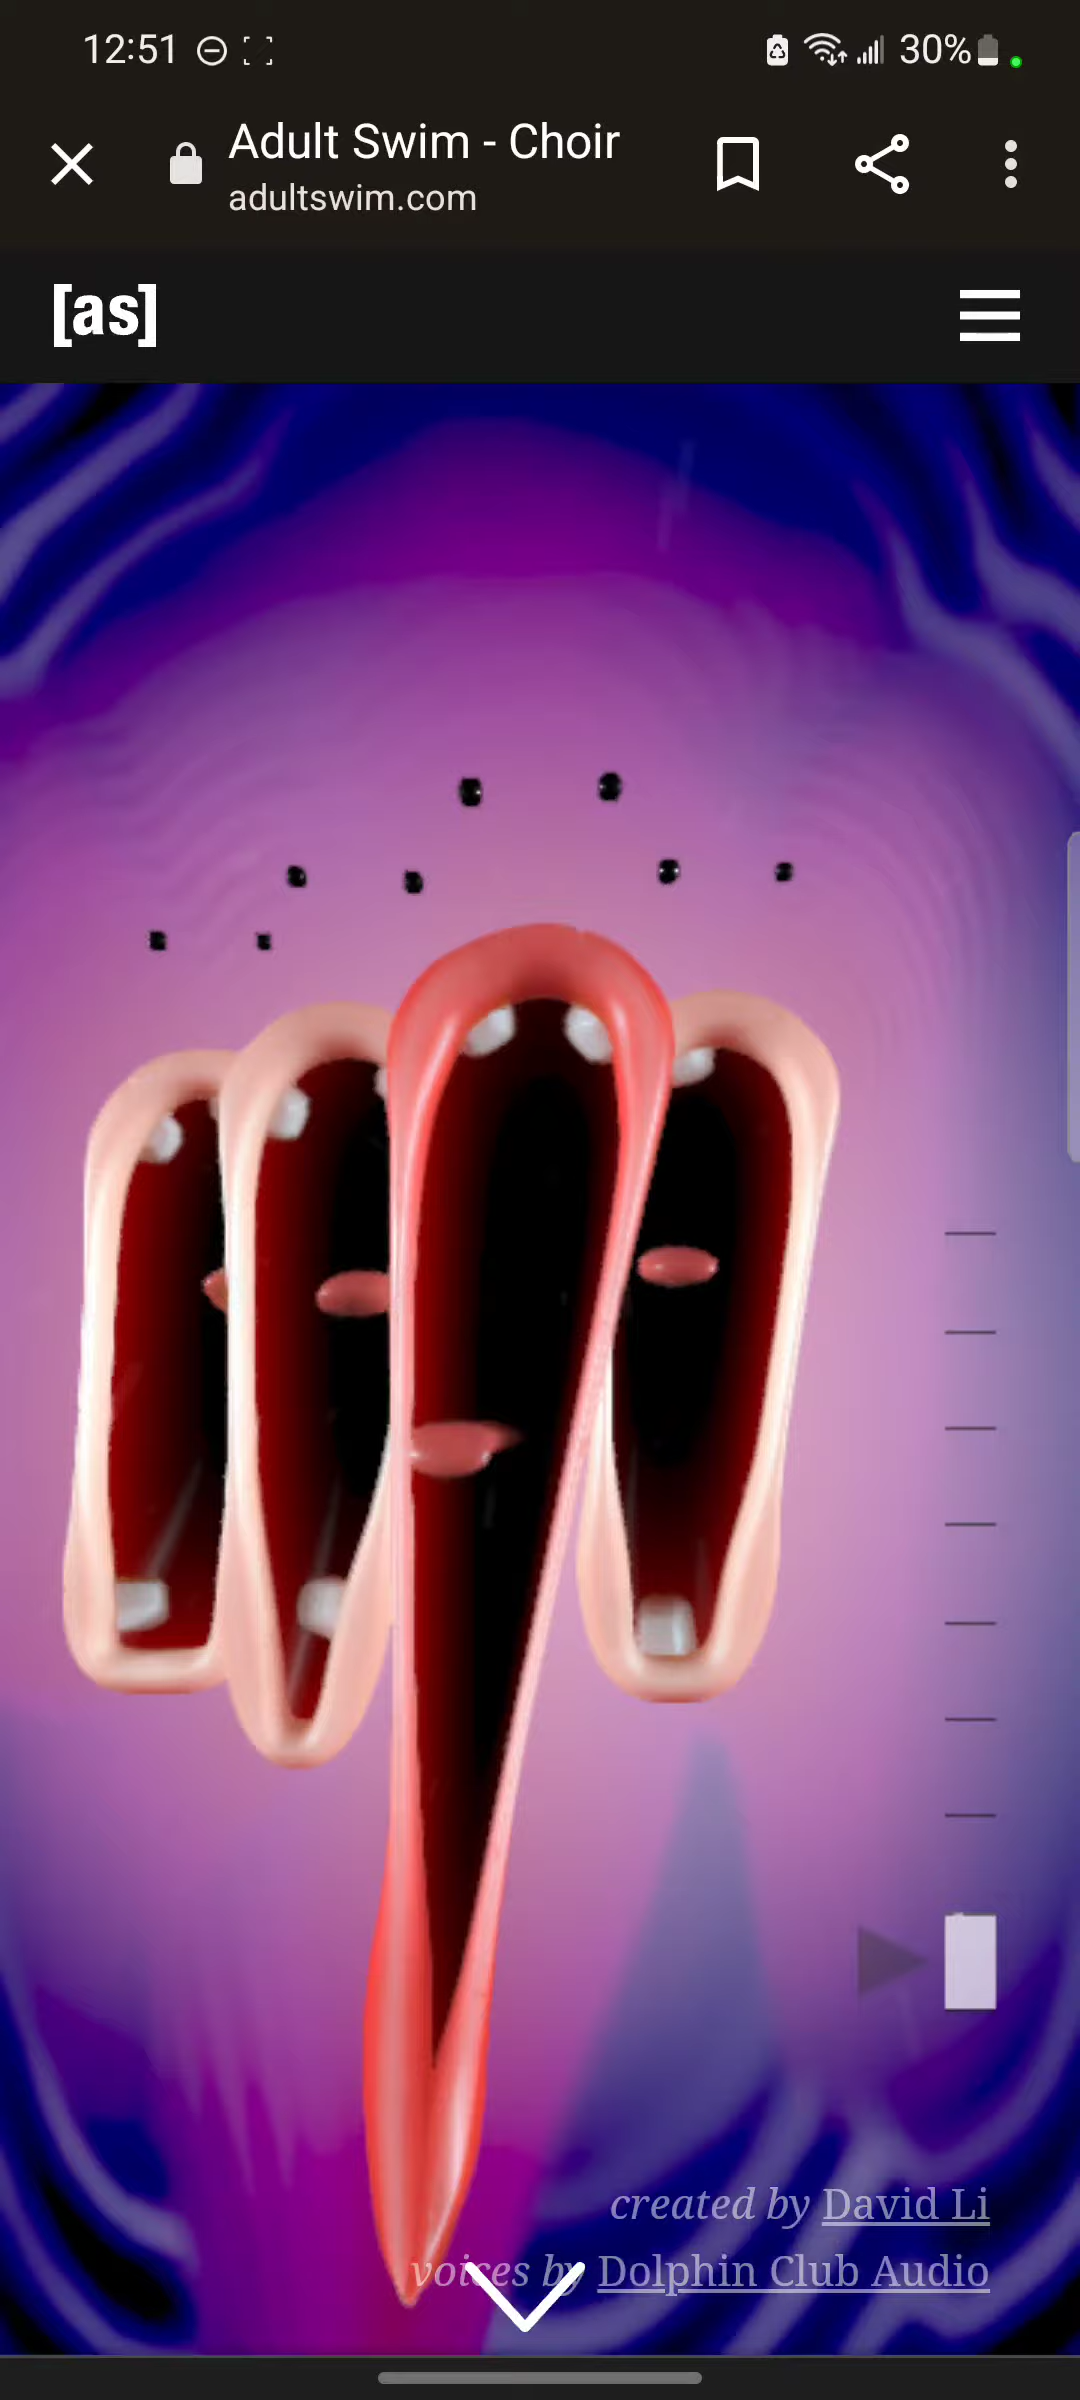 12:51
30%
Adult Swim - Choir
adultswim.com
[as]
created by David Li
voices by Dolphin Club Audio